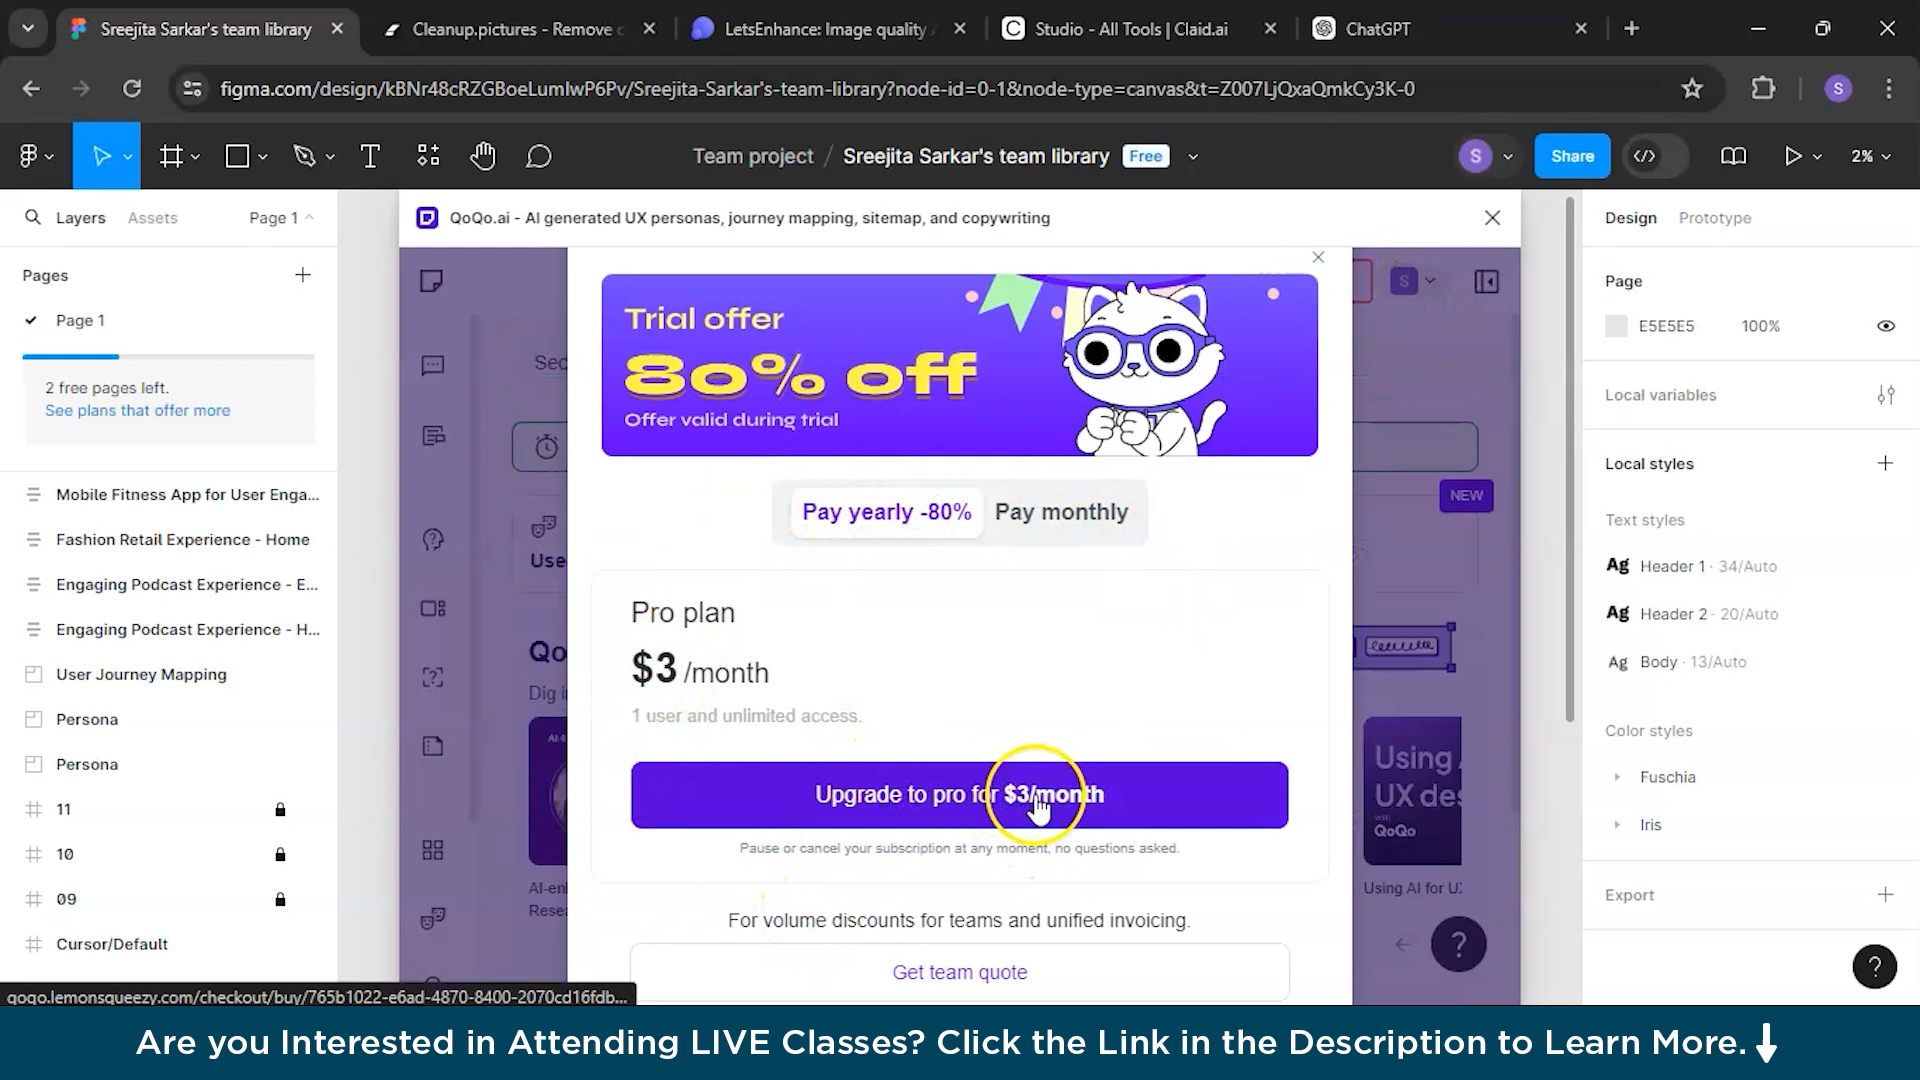 Sreejita Sarkar's team library
Cleanup.pictures - Remove
LetsEnhance: Image quality
Studio - All Tools | Claid.ai
ChatGPT
figma.com/design/kBNr48cRZGBoeLumIwP6Pv/Sreejita-Sarkar's-team-library?node-id=0-1&node-type=canvas&t=Z007LjQxaQmkCy3K-0
S
Team project / Sreejita Sarkar's team library Free
S
Share
2%
Layers Assets Page 1
QoQo.ai - AI generated UX personas, journey mapping, sitemap, and copywriting
Design Prototype
Pages
Page 1
2 free pages left.
See plans that offer more
Mobile Fitness App for User Enga...
Fashion Retail Experience - Home
Engaging Podcast Experience - E...
Engaging Podcast Experience - H...
User Journey Mapping
Persona
Persona
11
10
09
Cursor/Default
S
Trial offer
80% off
Offer valid during trial
Pay yearly -80% Pay monthly
NEW
Pro plan
$3 /month
1 user and unlimited access.
Upgrade to pro for $3/month
Pause or cancel your subscription at any moment, no questions asked.
For volume discounts for teams and unified invoicing.
Get team quote
Use
Qo
Dig i
Using
UX des
QoQo
AI-en
Rese
Using AI for U
?
Page
E5E5E5 100%
Local variables
Local styles
Text styles
Ag Header 1 · 34/Auto
Ag Header 2 · 20/Auto
Ag Body · 13/Auto
Color styles
Fuschia
Iris
Export
?
qoqo.lemonsqueezy.com/checkout/buy/765b1022-e6ad-4870-8400-2070cd16fdb...
Are you Interested in Attending LIVE Classes? Click the Link in the Description to Learn More.